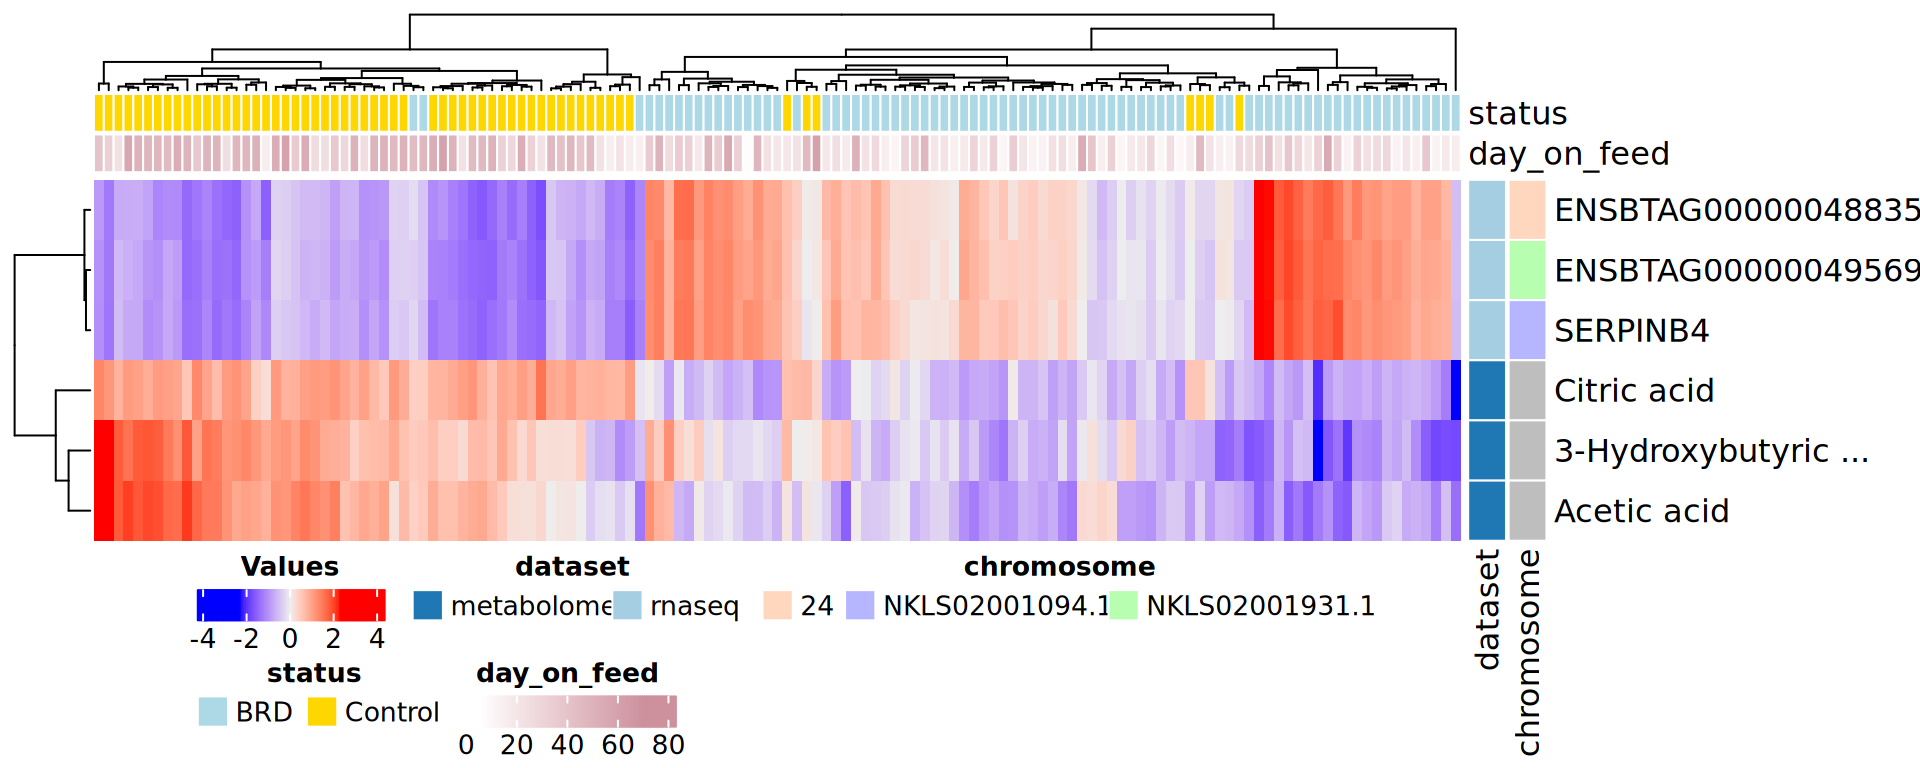 status
day_on_feed
ENSBTAG00000048835
ENSBTAG00000049569
SERPINB4
Citric acid
3-Hydroxybutyric ...
Acetic acid
dataset
chromosome
Values
-4 -2 0 2 4
dataset
metabolome rnaseq
chromosome
24 NKLS02001094.1 NKLS02001931.1
status
BRD Control
day_on_feed
0 20 40 60 80